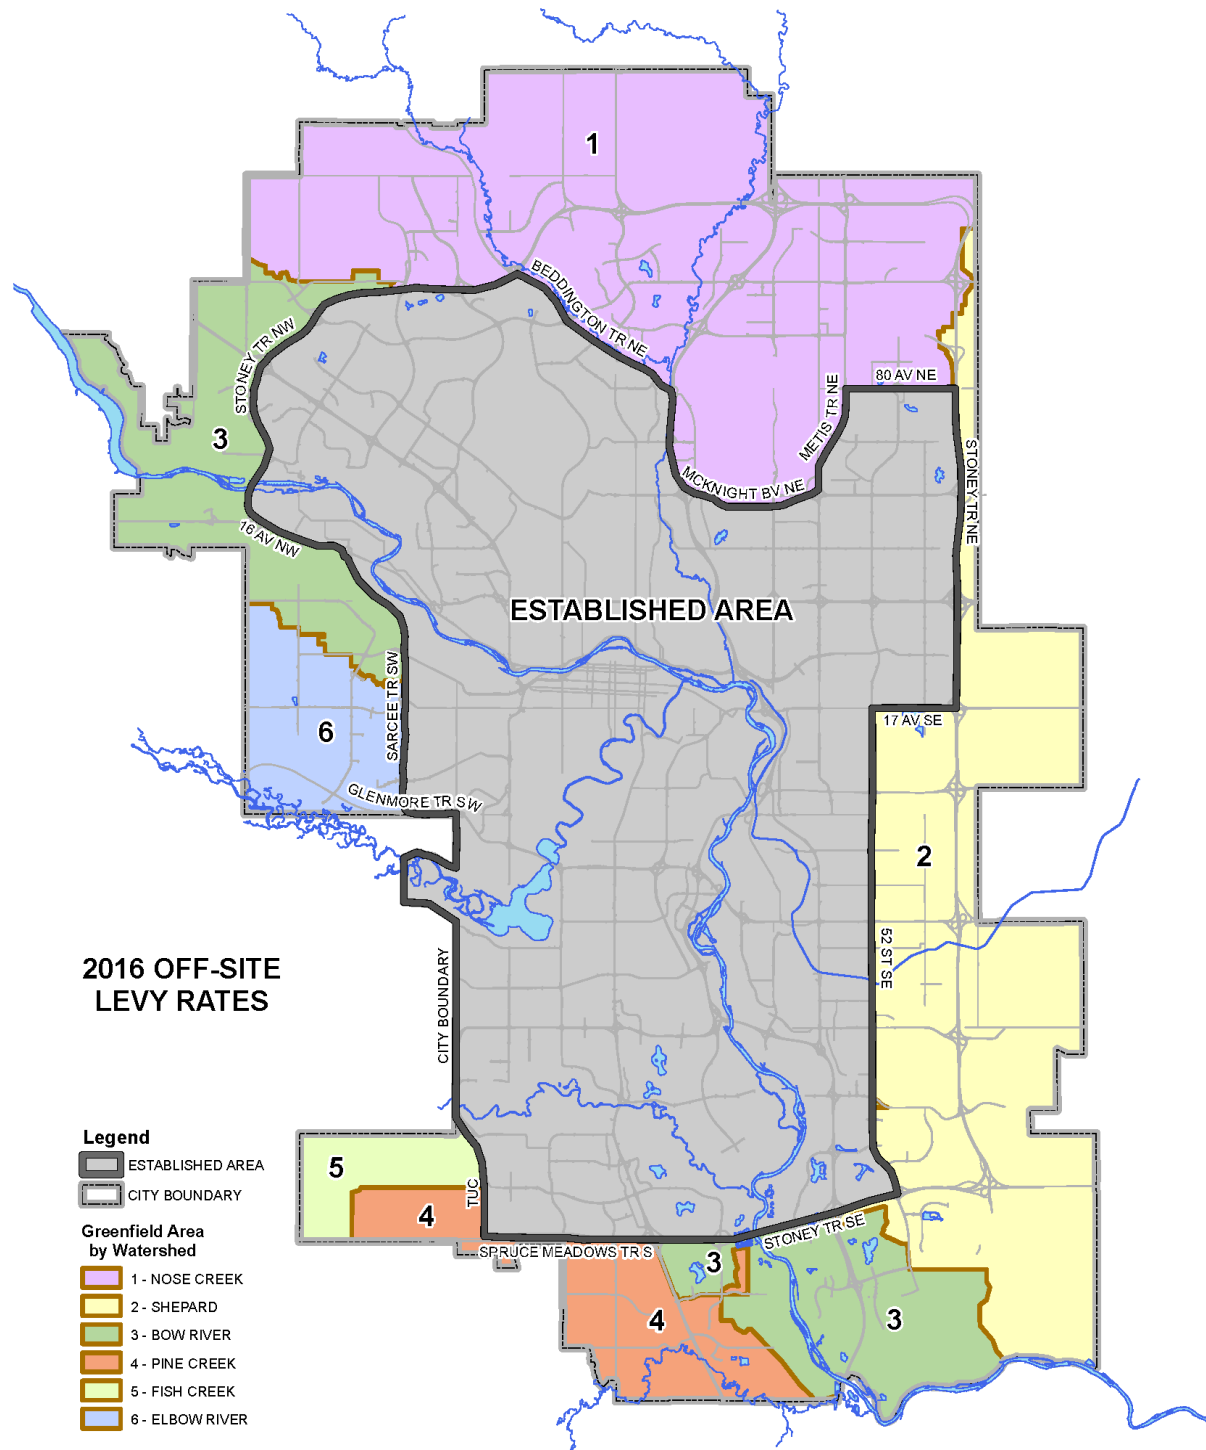 1
BEDDINGTON TR NE
STONEY TR NW
80 AV NE
METIS TR NE
3
MCKNIGHT BV NE
STONEY TR NE
16 AV NW
ESTABLISHED AREA
SARCEE TR SW
6
17 AV SE
GLENMORE TR SW
2
52 ST SE
CITY BOUNDARY
2016 OFF-SITE
LEVY RATES
5
4
TUC
SPRUCE MEADOWS TR S
STONEY TR SE
3
4
3
Legend
ESTABLISHED AREA
CITY BOUNDARY
Greenfield Area
by Watershed
1 - NOSE CREEK
2 - SHEPARD
3 - BOW RIVER
4 - PINE CREEK
5 - FISH CREEK
6 - ELBOW RIVER